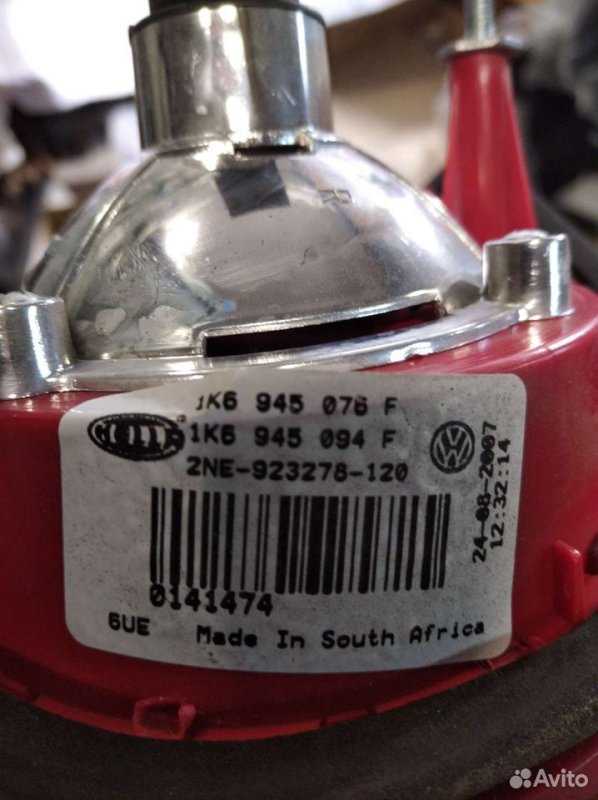 R
1K6 945 076 F
HELLA ®
1K6 945 094 F
VW
2NE-923278-120
24-08-2007
12:32:14
0141474
6UE Made In South Africa
Avito